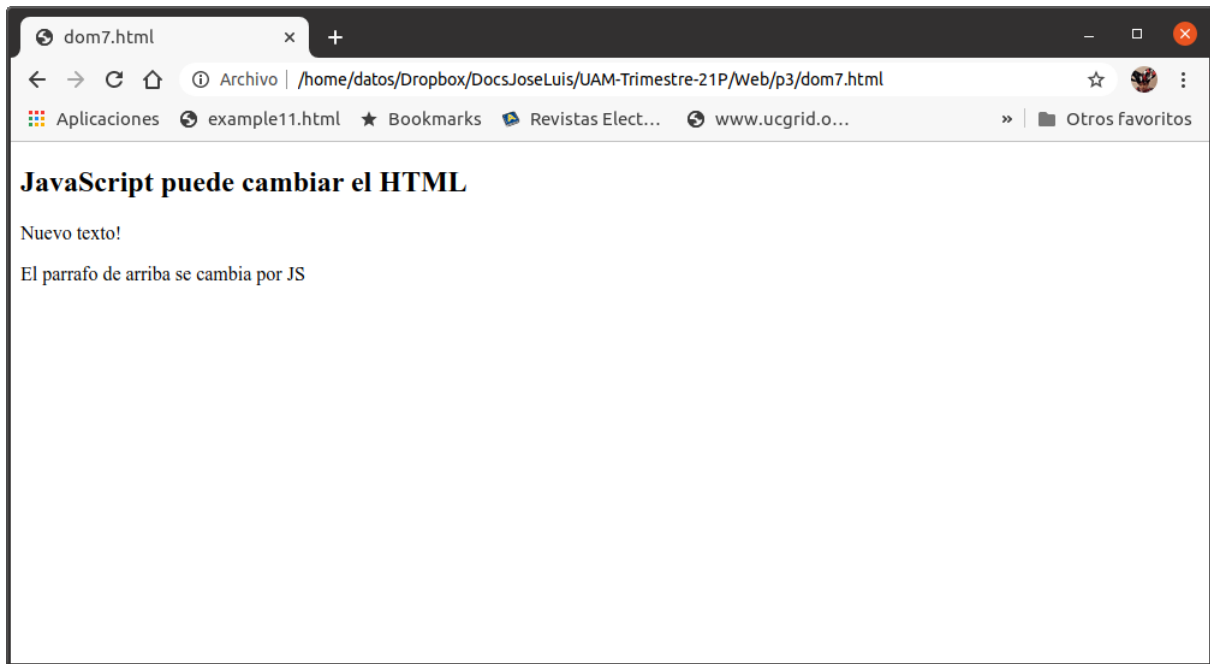 dom7.html
Archivo /home/datos/Dropbox/DocsJoseLuis/UAM-Trimestre-21P/Web/p3/dom7.html
Aplicaciones example11.html Bookmarks Revistas Elect... www.ucgrid.o... » Otros favoritos
JavaScript puede cambiar el HTML
Nuevo texto!
El parrafo de arriba se cambia por JS